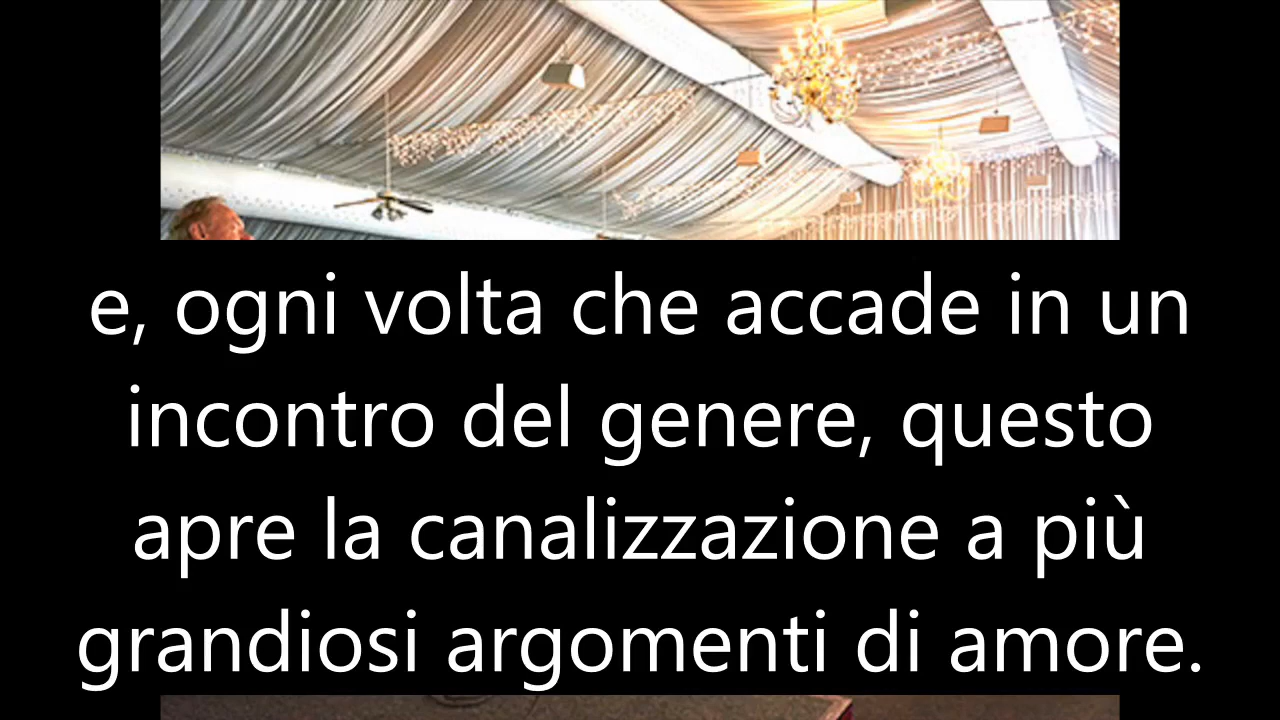 e, ogni volta che accade in un
incontro del genere, questo
apre la canalizzazione a più
grandiosi argomenti di amore.